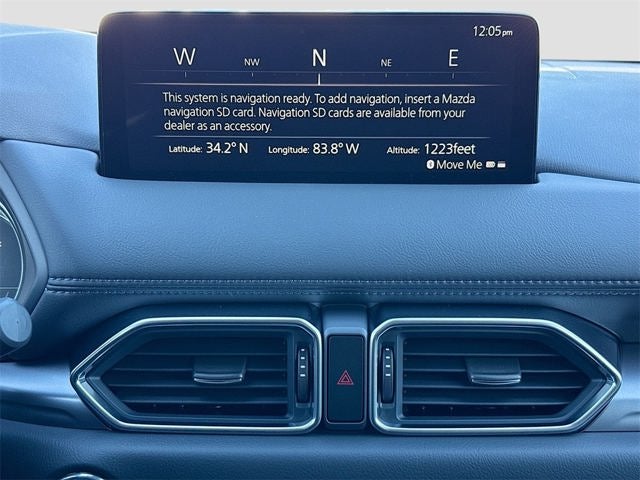 12:05pm
W NW N NE E
This system is navigation ready. To add navigation, insert a Mazda
navigation SD card. Navigation SD cards are available from your
dealer as an accessory.
Latitude: 34.2° N Longitude: 83.8° W Altitude: 1223feet
Move Me